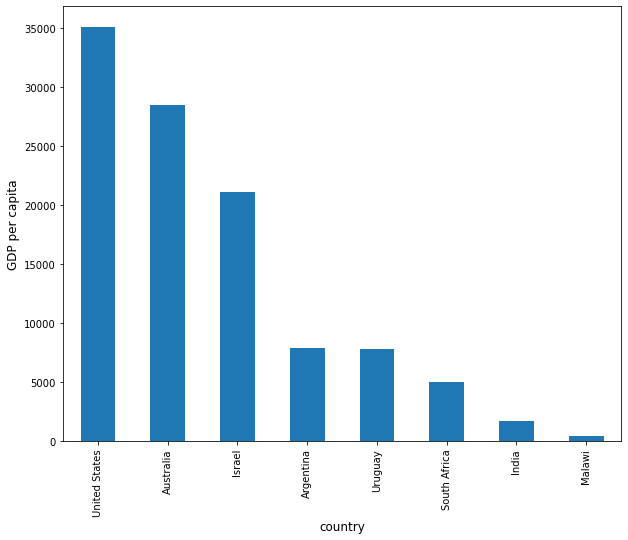 35000
30000
25000
20000
15000
10000
5000
0
GDP per capita
United States
Australia
Israel
Argentina
Uruguay
South Africa
India
Malawi
country